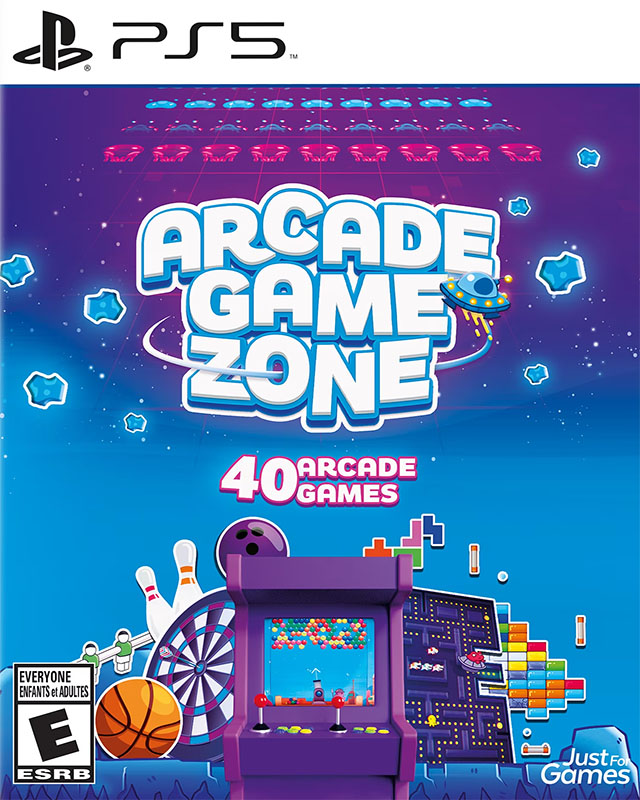 PS5
ARCADE
GAME
ZONE
40 ARCADE
GAMES
EVERYONE
ENFANTS et ADULTES
E
ESRB
Just For
Games